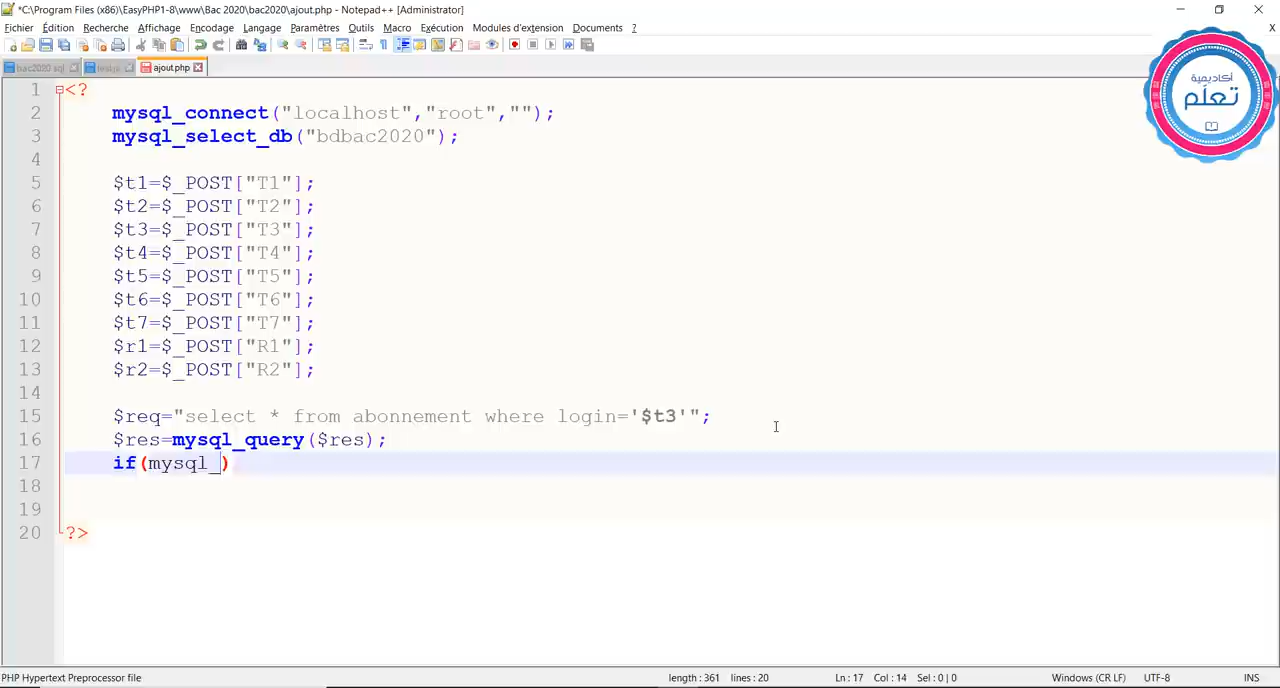 *C:\Program Files (x86)\EasyPHP1-8\www\Bac 2020\bac2020\ajout.php - Notepad++ [Administrator]
Fichier Édition Recherche Affichage Encodage Langage Paramètres Outils Macro Exécution Modules d'extension Documents ? X
bac2020 sql ajout.php
أكاديمية
تعلّم
1 <?
2 mysql_connect("localhost","root","");
3 mysql_select_db("bdbac2020");
4
5 $t1=$_POST["T1"];
6 $t2=$_POST["T2"];
7 $t3=$_POST["T3"];
8 $t4=$_POST["T4"];
9 $t5=$_POST["T5"];
10 $t6=$_POST["T6"];
11 $t7=$_POST["T7"];
12 $r1=$_POST["R1"];
13 $r2=$_POST["R2"];
14
15 $req="select * from abonnement where login='$t3'";
16 $res=mysql_query($res);
17 if(mysql_)
18
19
20 ?>
PHP Hypertext Preprocessor file length : 361 lines : 20 Ln : 17 Col : 14 Sel : 0 | 0 Windows (CR LF) UTF-8 INS